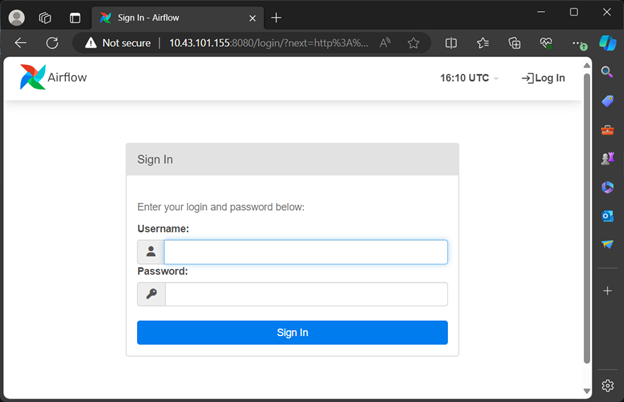 Sign In - Airflow
Not secure 10.43.101.155:8080/login/?next=http%3A%...
Airflow
16:10 UTC
Log In
Sign In
Enter your login and password below:
Username:
Password:
Sign In